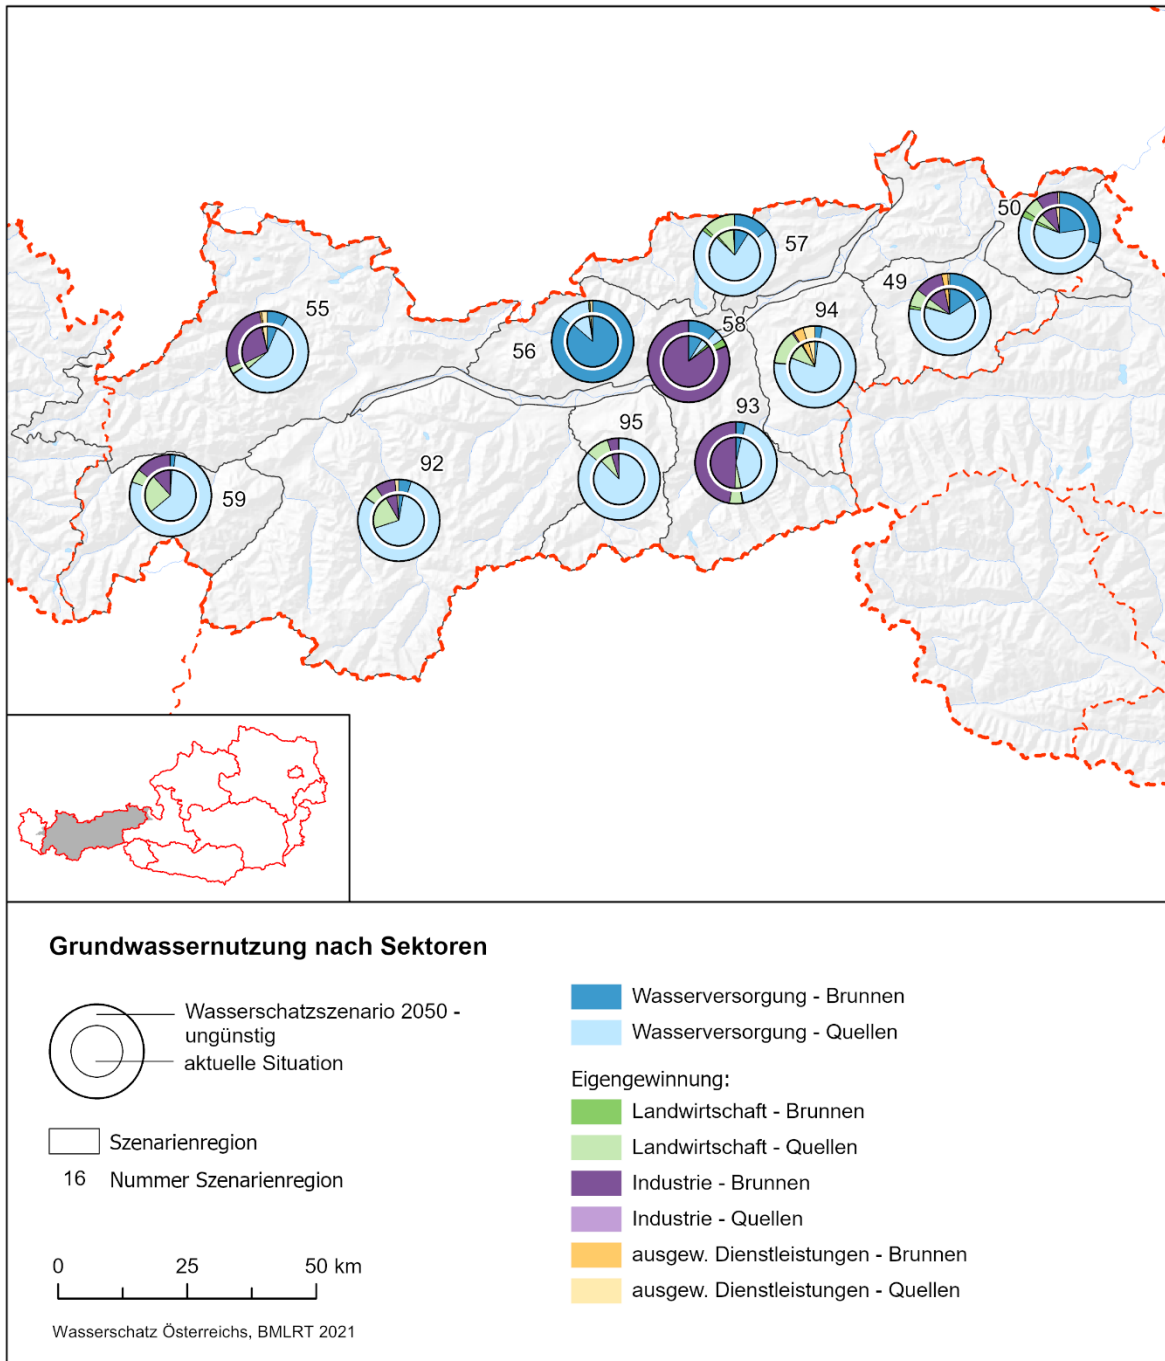 50
57
49
55
58
94
56
93
95
92
59
Grundwassernutzung nach Sektoren
Wasserschatzszenario 2050 -
ungünstig
aktuelle Situation
Szenarienregion
16 Nummer Szenarienregion
0 25 50 km
Wasserschatz Österreichs, BMLRT 2021
Wasserversorgung - Brunnen
Wasserversorgung - Quellen
Eigengewinnung:
Landwirtschaft - Brunnen
Landwirtschaft - Quellen
Industrie - Brunnen
Industrie - Quellen
ausgew. Dienstleistungen - Brunnen
ausgew. Dienstleistungen - Quellen